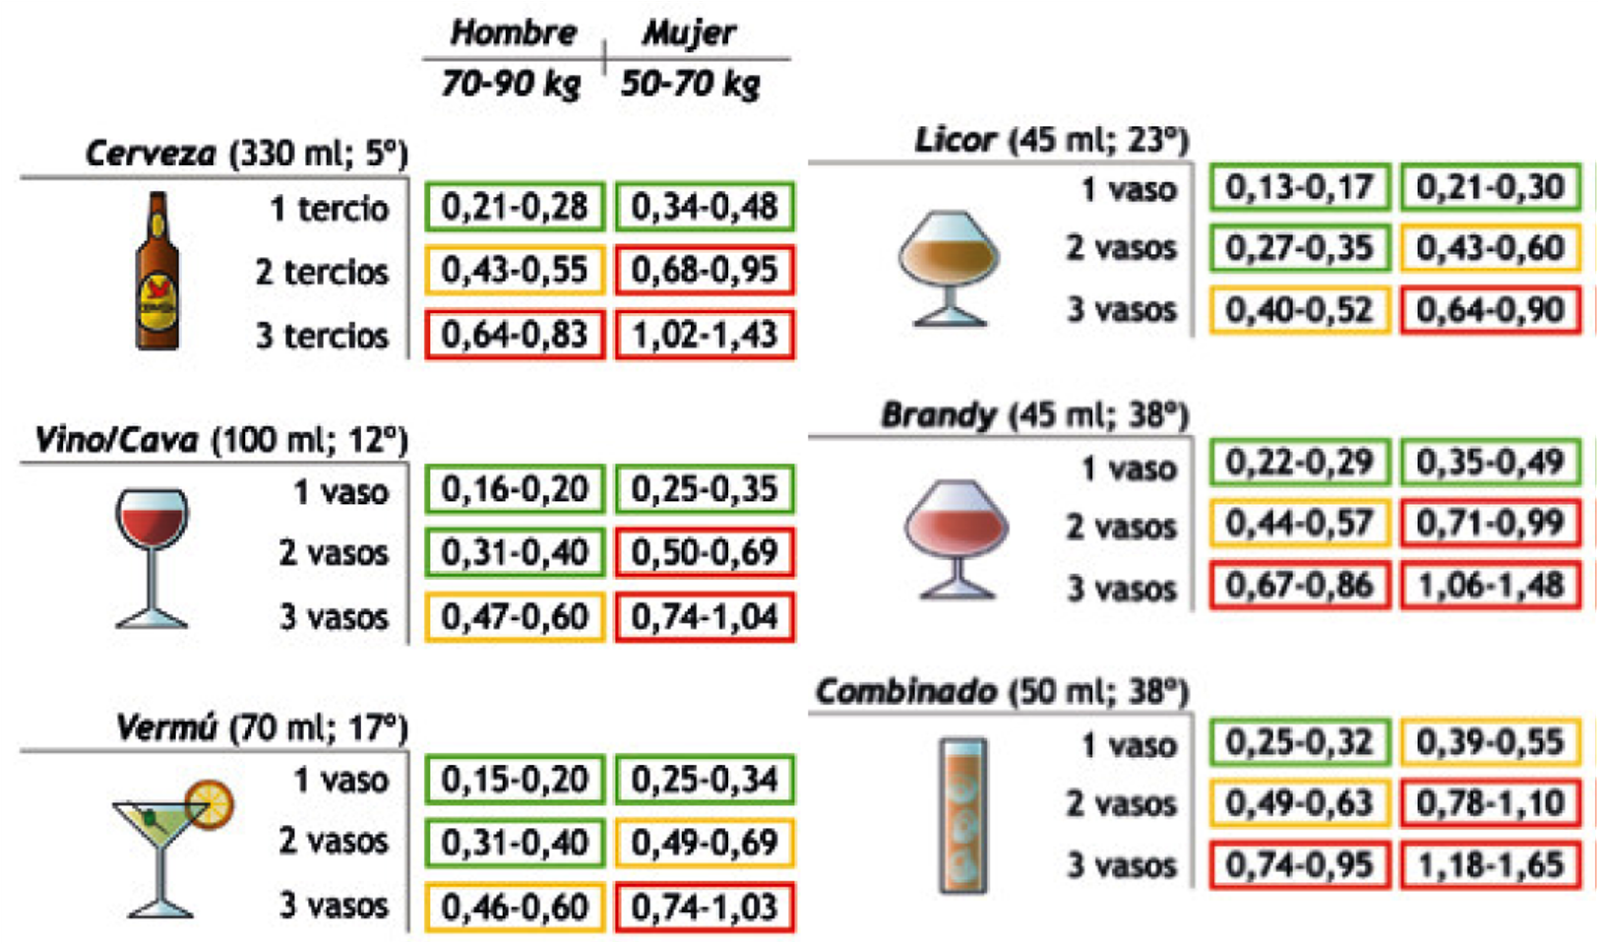 Hombre Mujer
70-90 kg 50-70 kg
Cerveza (330 ml; 5º)
1 tercio 0,21-0,28 0,34-0,48
2 tercios 0,43-0,55 0,68-0,95
3 tercios 0,64-0,83 1,02-1,43
Vino/Cava (100 ml; 12º)
1 vaso 0,16-0,20 0,25-0,35
2 vasos 0,31-0,40 0,50-0,69
3 vasos 0,47-0,60 0,74-1,04
Vermú (70 ml; 17º)
1 vaso 0,15-0,20 0,25-0,34
2 vasos 0,31-0,40 0,49-0,69
3 vasos 0,46-0,60 0,74-1,03
Licor (45 ml; 23º)
1 vaso 0,13-0,17 0,21-0,30
2 vasos 0,27-0,35 0,43-0,60
3 vasos 0,40-0,52 0,64-0,90
Brandy (45 ml; 38º)
1 vaso 0,22-0,29 0,35-0,49
2 vasos 0,44-0,57 0,71-0,99
3 vasos 0,67-0,86 1,06-1,48
Combinado (50 ml; 38º)
1 vaso 0,25-0,32 0,39-0,55
2 vasos 0,49-0,63 0,78-1,10
3 vasos 0,74-0,95 1,18-1,65